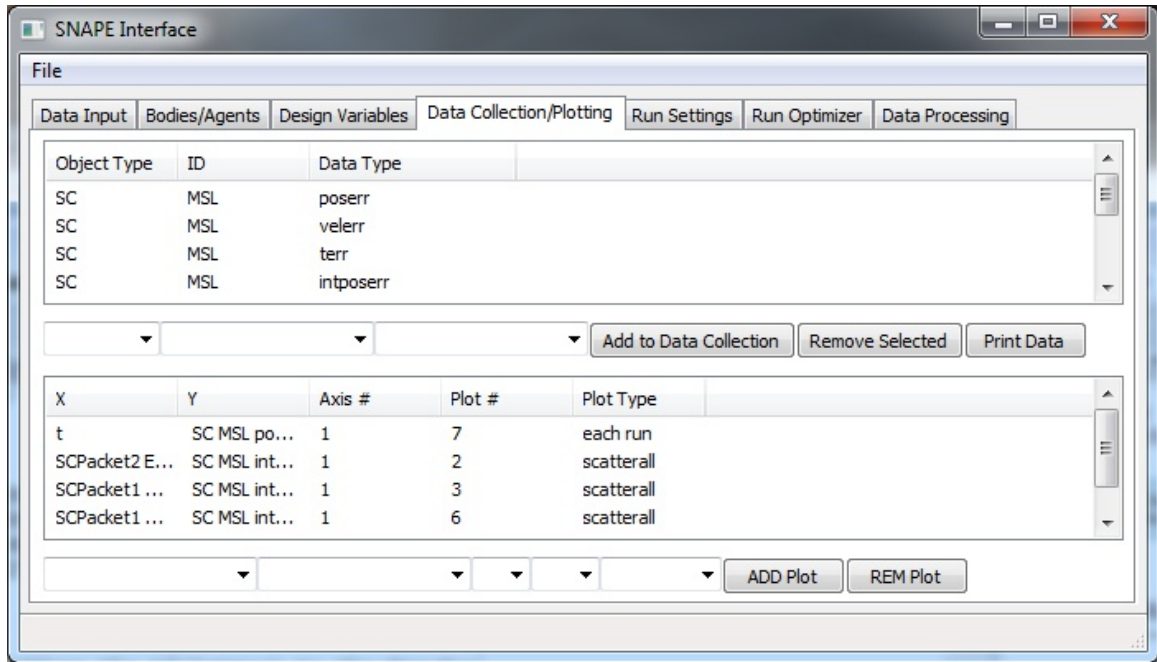 SNAPE Interface
File
Data Input Bodies/Agents Design Variables Data Collection/Plotting Run Settings Run Optimizer Data Processing
Object Type ID Data Type
SC MSL poserr
SC MSL velerr
SC MSL terr
SC MSL intposerr
Add to Data Collection Remove Selected Print Data
X Y Axis # Plot # Plot Type
t SC MSL po... 1 7 each run
SCPacket2 E... SC MSL int... 1 2 scatterall
SCPacket1 ... SC MSL int... 1 3 scatterall
SCPacket1 ... SC MSL int... 1 6 scatterall
ADD Plot REM Plot